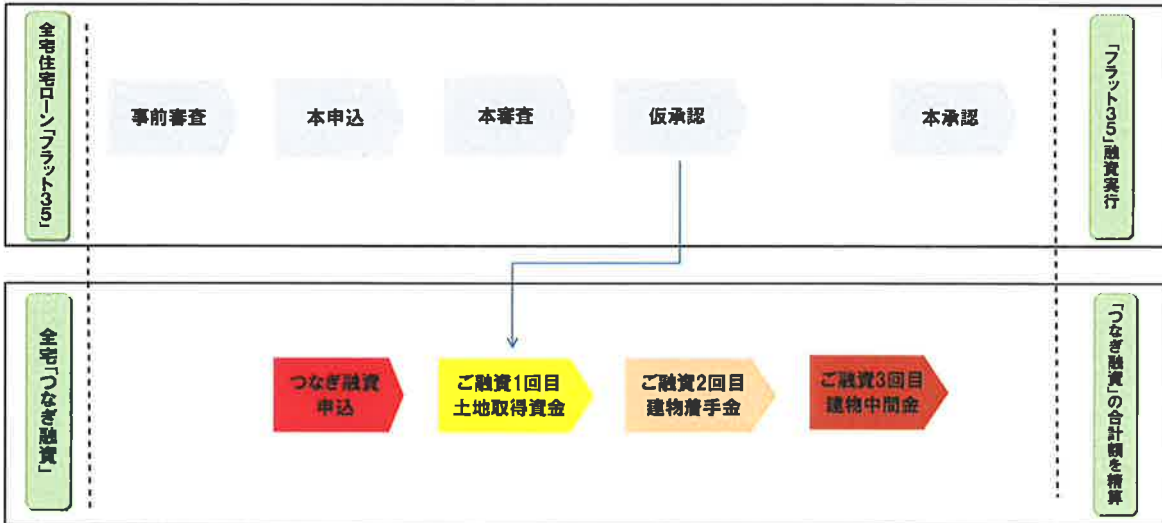 全宅住宅ローン「フラット35」
事前審査
本申込
本審査
仮承認
本承認
「フラット35」融資実行
全宅「つなぎ融資」
つなぎ融資
申込
ご融資1回目
土地取得資金
ご融資2回目
建物着手金
ご融資3回目
建物中間金
「つなぎ融資」の合計額を精算